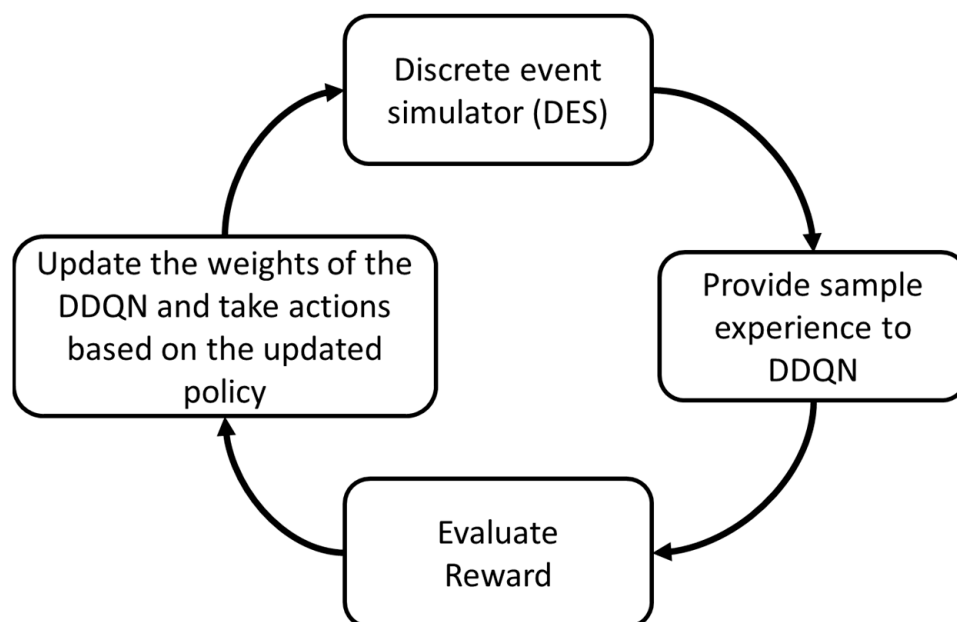 Discrete event
simulator (DES)
Provide sample
experience to
DDQN
Evaluate
Reward
Update the weights of the
DDQN and take actions
based on the updated
policy